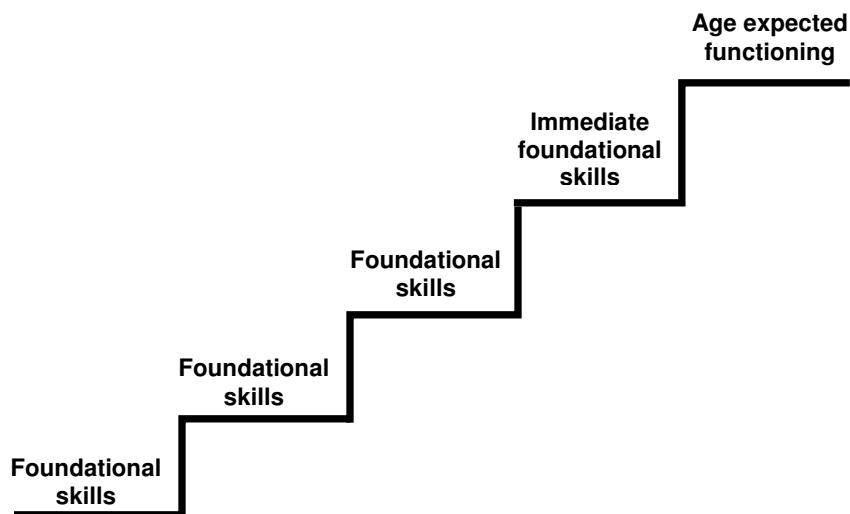 Age expected
functioning
Immediate
foundational
skills
Foundational
skills
Foundational
skills
Foundational
skills